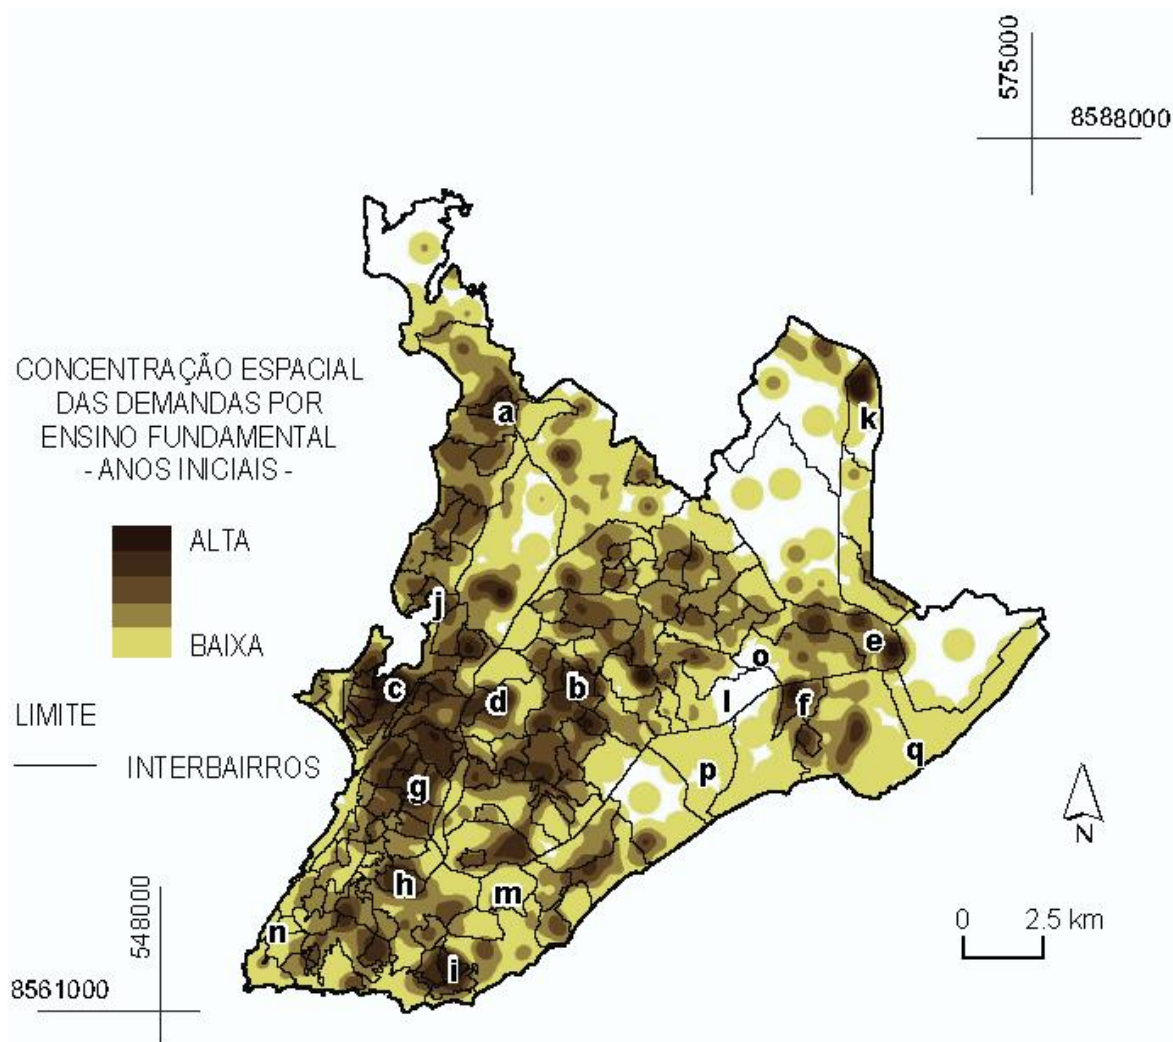 575000
8588000
CONCENTRAÇÃO ESPACIAL
DAS DEMANDAS POR
ENSINO FUNDAMENTAL
- ANOS INICIAIS -
ALTA
BAIXA
LIMITE
INTERBAIRROS
a
k
j
e
o
c
d
b
l
f
q
p
g
h
m
n
i
N
0 2.5 km
548000
8561000